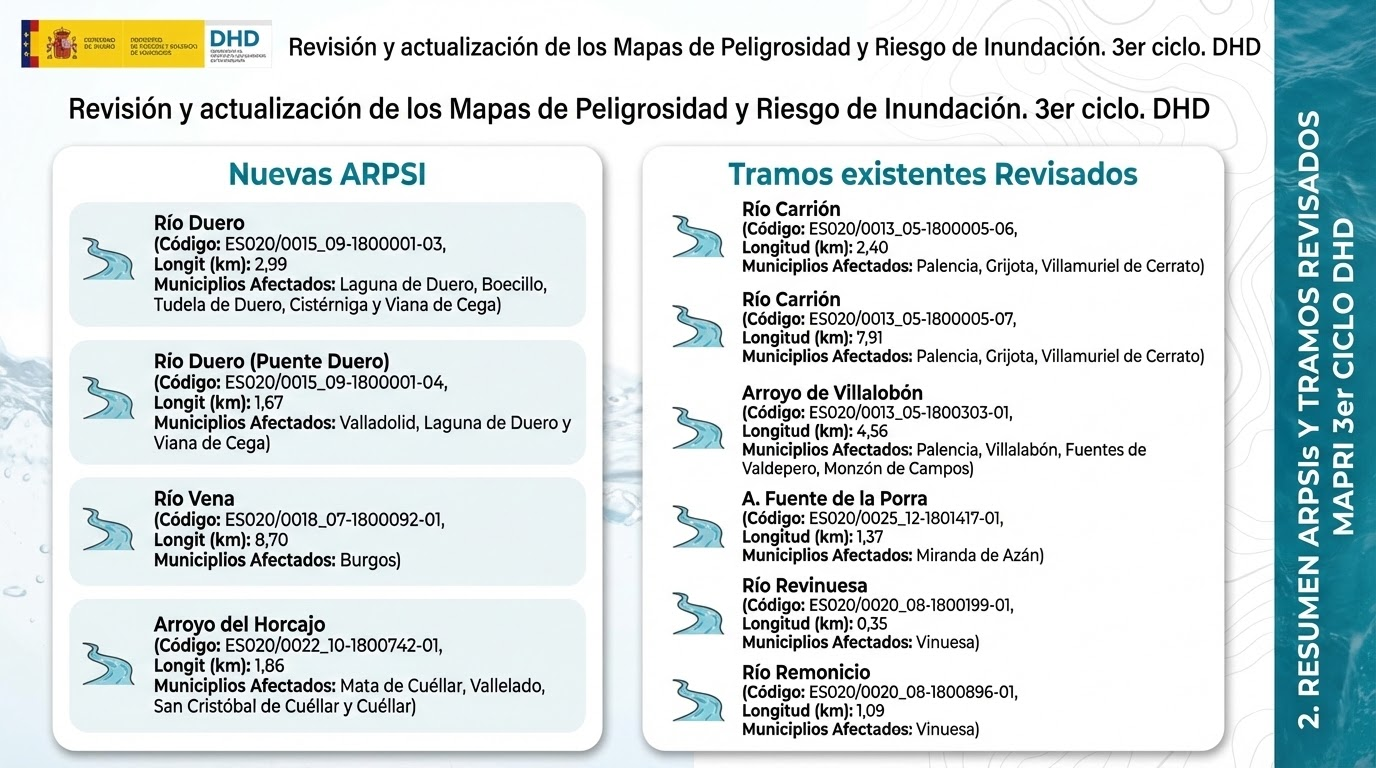 DHD
Revisión y actualización de los Mapas de Peligrosidad y Riesgo de Inundación. 3er ciclo. DHD
Revisión y actualización de los Mapas de Peligrosidad y Riesgo de Inundación. 3er ciclo. DHD
Nuevas ARPSI
Río Duero
(Código: ES020/0015_09-1800001-03,
Longit (km): 2,99
Municiplios Afectados: Laguna de Duero, Boecillo,
Tudela de Duero, Cistérniga y Viana de Cega)
Río Duero (Puente Duero)
(Código: ES020/0015_09-1800001-04,
Longit (km): 1,67
Municiplios Afectados: Valladolid, Laguna de Duero y
Viana de Cega)
Río Vena
(Código: ES020/0018_07-1800092-01,
Longit (km): 8,70
Municiplios Afectados: Burgos)
Arroyo del Horcajo
(Código: ES020/0022_10-1800742-01,
Longit (km): 1,86
Municiplios Afectados: Mata de Cuéllar, Vallelado,
San Cristóbal de Cuéllar y Cuéllar)
Tramos existentes Revisados
Río Carrión
(Código: ES020/0013_05-1800005-06,
Longitud (km): 2,40
Municiplios Afectados: Palencia, Grijota, Villamuriel de Cerrato)
Río Carrión
(Código: ES020/0013_05-1800005-07,
Longitud (km): 7,91
Municiplios Afectados: Palencia, Grijota, Villamuriel de Cerrato)
Arroyo de Villalobón
(Código: ES020/0013_05-1800303-01,
Longitud (km): 4,56
Municiplios Afectados: Palencia, Villalabón, Fuentes de
Valdepero, Monzón de Campos)
A. Fuente de la Porra
(Código: ES020/0025_12-1801417-01,
Longitud (km): 1,37
Municiplios Afectados: Miranda de Azán)
Río Revinuesa
(Código: ES020/0020_08-1800199-01,
Longitud (km): 0,35
Municiplios Afectados: Vinuesa)
Río Remonicio
(Código: ES020/0020_08-1800896-01,
Longitud (km): 1,09
Municiplios Afectados: Vinuesa)
2. RESUMEN ARPSIs Y TRAMOS REVISADOS
MAPRI 3er CICLO DHD